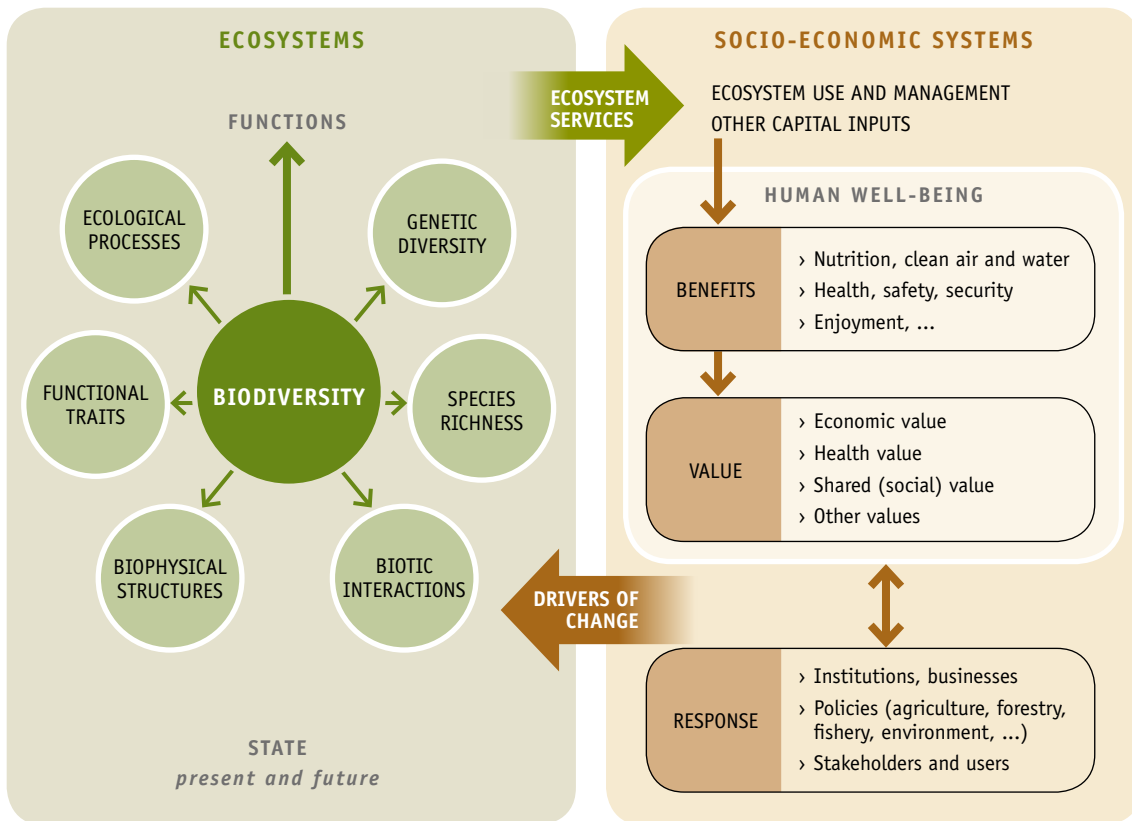 ECOSYSTEMS
FUNCTIONS
ECOLOGICAL
PROCESSES
GENETIC
DIVERSITY
FUNCTIONAL
TRAITS
BIODIVERSITY
SPECIES
RICHNESS
BIOPHYSICAL
STRUCTURES
BIOTIC
INTERACTIONS
STATE
present and future
ECOSYSTEM
SERVICES
DRIVERS OF
CHANGE
SOCIO-ECONOMIC SYSTEMS
ECOSYSTEM USE AND MANAGEMENT
OTHER CAPITAL INPUTS
HUMAN WELL-BEING
BENEFITS
› Nutrition, clean air and water
› Health, safety, security
› Enjoyment, ...
VALUE
› Economic value
› Health value
› Shared (social) value
› Other values
RESPONSE
› Institutions, businesses
› Policies (agriculture, forestry,
fishery, environment, ...)
› Stakeholders and users